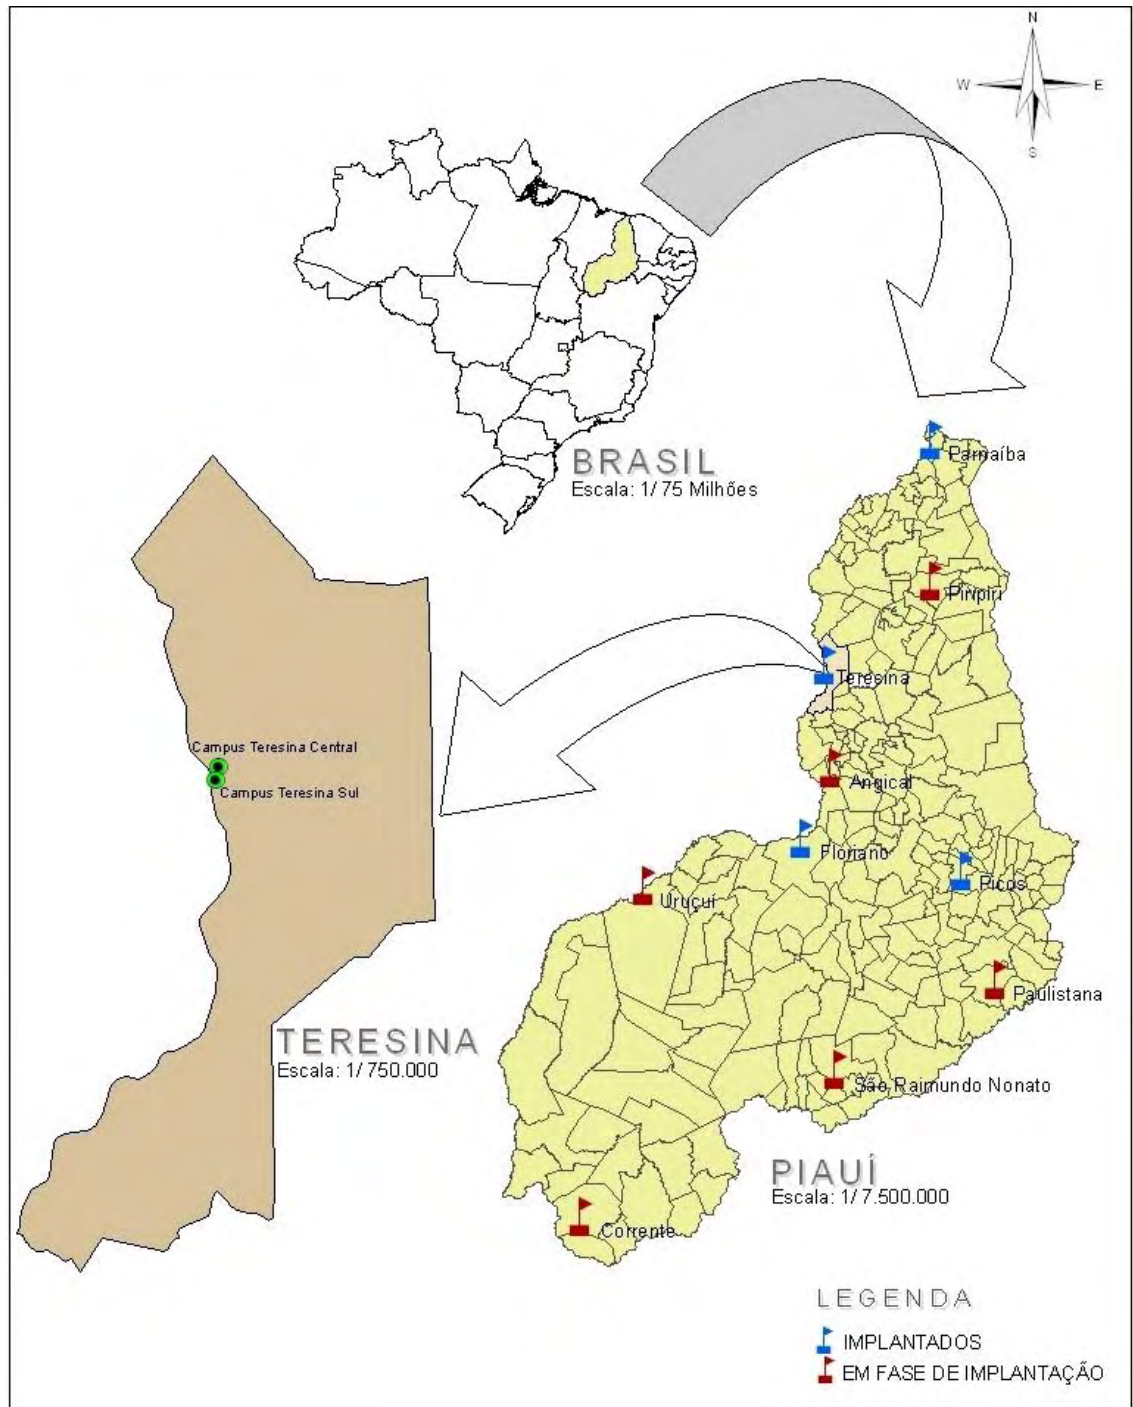 N
W
E
S
BRASIL
Escala: 1/ 75 Milhões
Parnaíba
Piripiri
Teresina
Campus Teresina Central
Campus Teresina Sul
Angical
Floriano
Picos
Uruçuí
Paulistana
TERESINA
Escala: 1/ 750.000
São Raimundo Nonato
PIAUÍ
Escala: 1/ 7.500.000
Corrente
LEGENDA
IMPLANTADOS
EM FASE DE IMPLANTAÇÃO